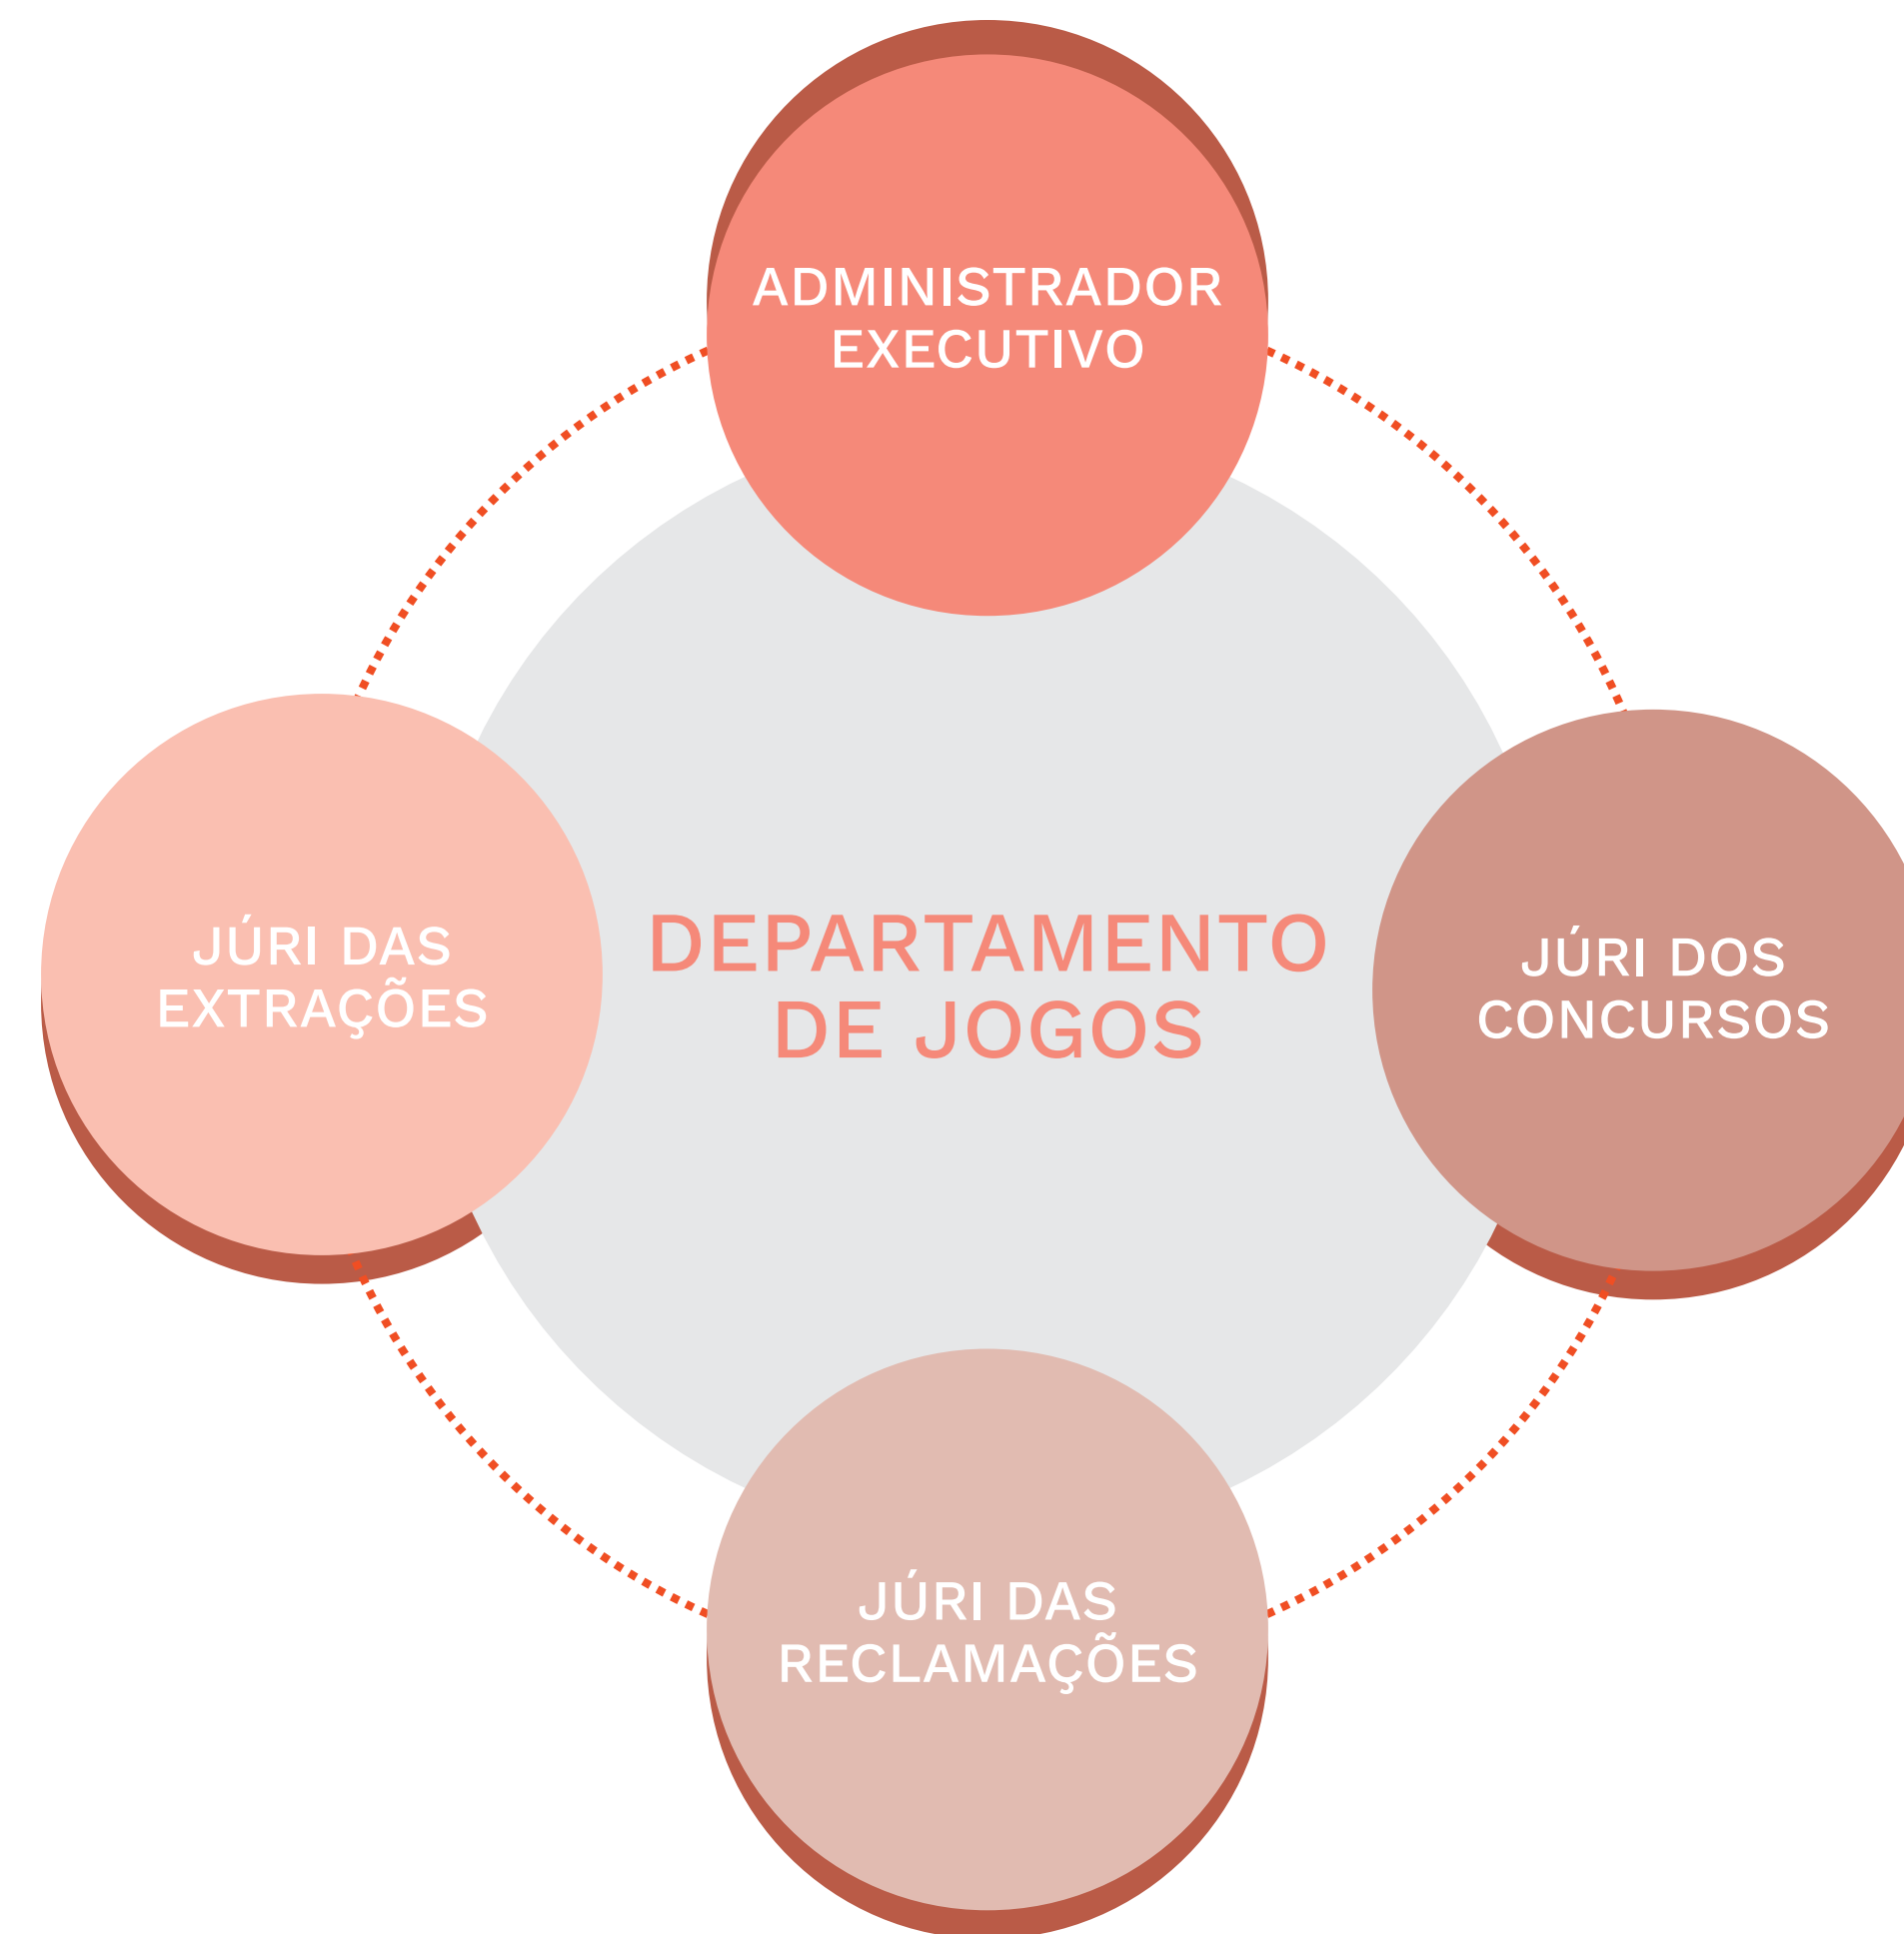 ADMINISTRADOR
EXECUTIVO
JÚRI DAS
EXTRAÇÕES
DEPARTAMENTO
DE JOGOS
JÚRI DOS
CONCURSOS
JÚRI DAS
RECLAMAÇÕES